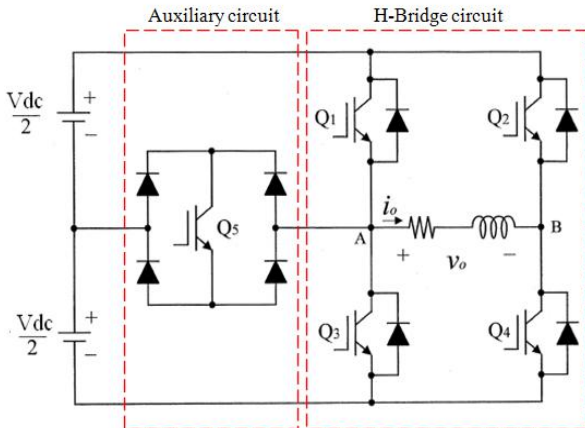 Auxiliary circuit
H-Bridge circuit
Vdc
2
+
−
Q1
Q2
Q5
io
A
B
+
vo
−
Vdc
2
+
−
Q3
Q4